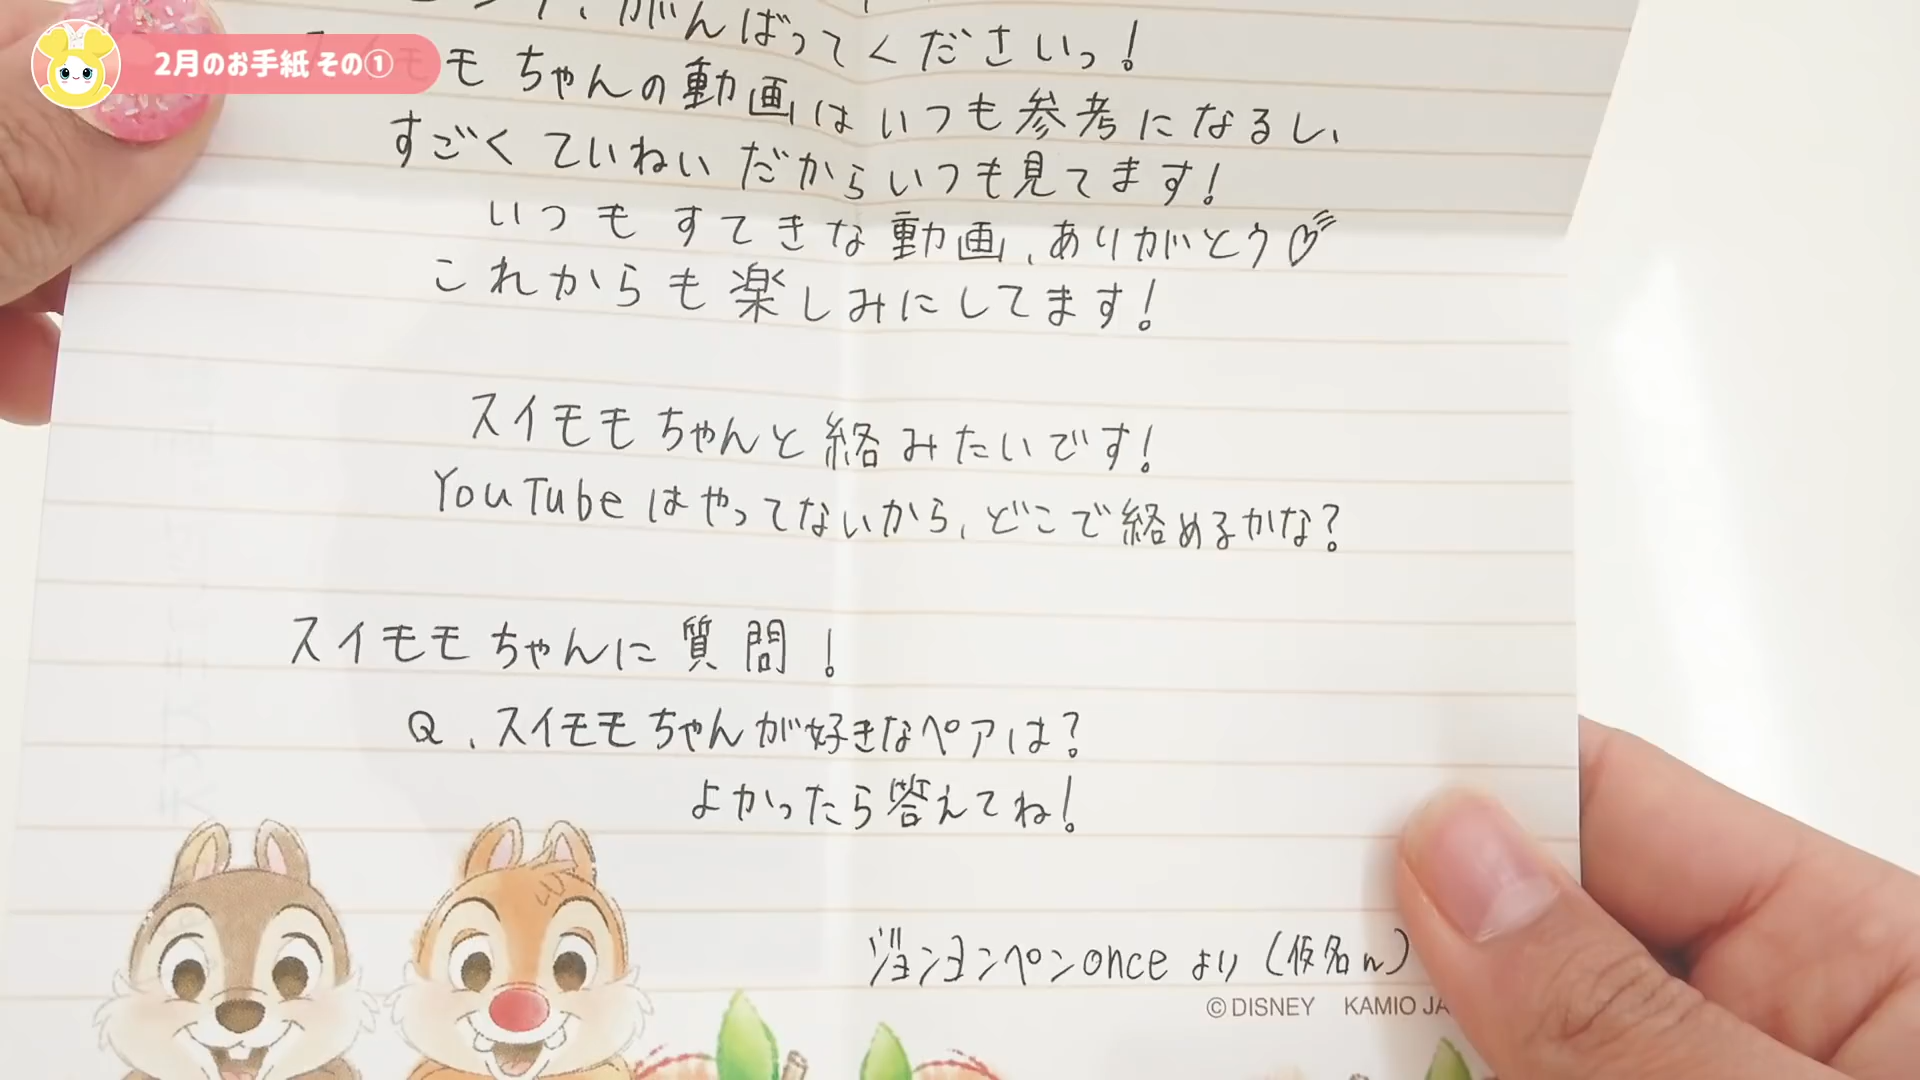 2月のお手紙 その①
がんばってくださいっ!
モちゃんの動画はいつも参考になるし、
すごくていねいだからいつも見てます!
いつもすてきな動画、ありがとう♡
これからも楽しみにしてます!
スイモモちゃんと絡みたいです!
YouTubeはやってないから、どこで絡めるかな?
スイモモちゃんに質問!
Q、スイモモちゃんが好きなペアは?
よかったら答えてね!
ジョンヨンペンonceより(仮名ん)
©DISNEY KAMIO JA